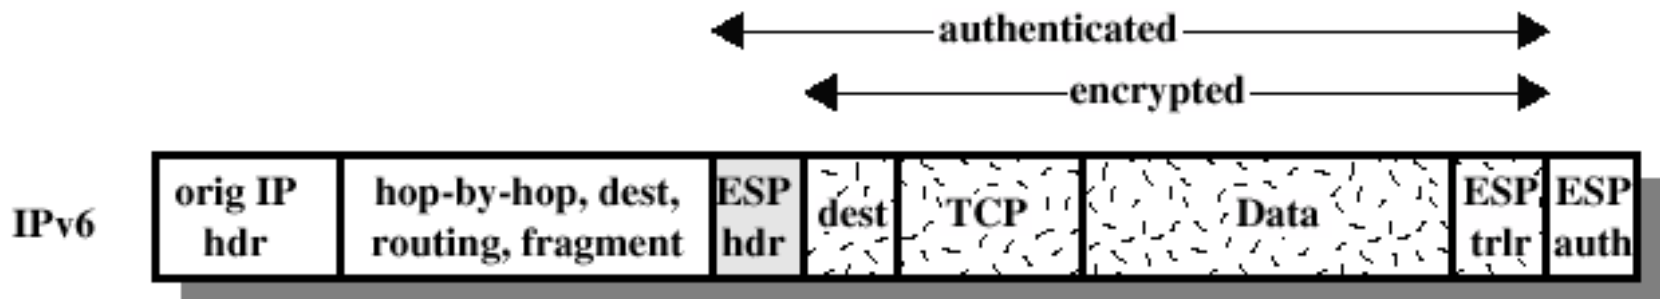 authenticated
encrypted
IPv6
orig IP
hdr
hop-by-hop, dest,
routing, fragment
ESP
hdr
dest
TCP
Data
ESP
trlr
ESP
auth